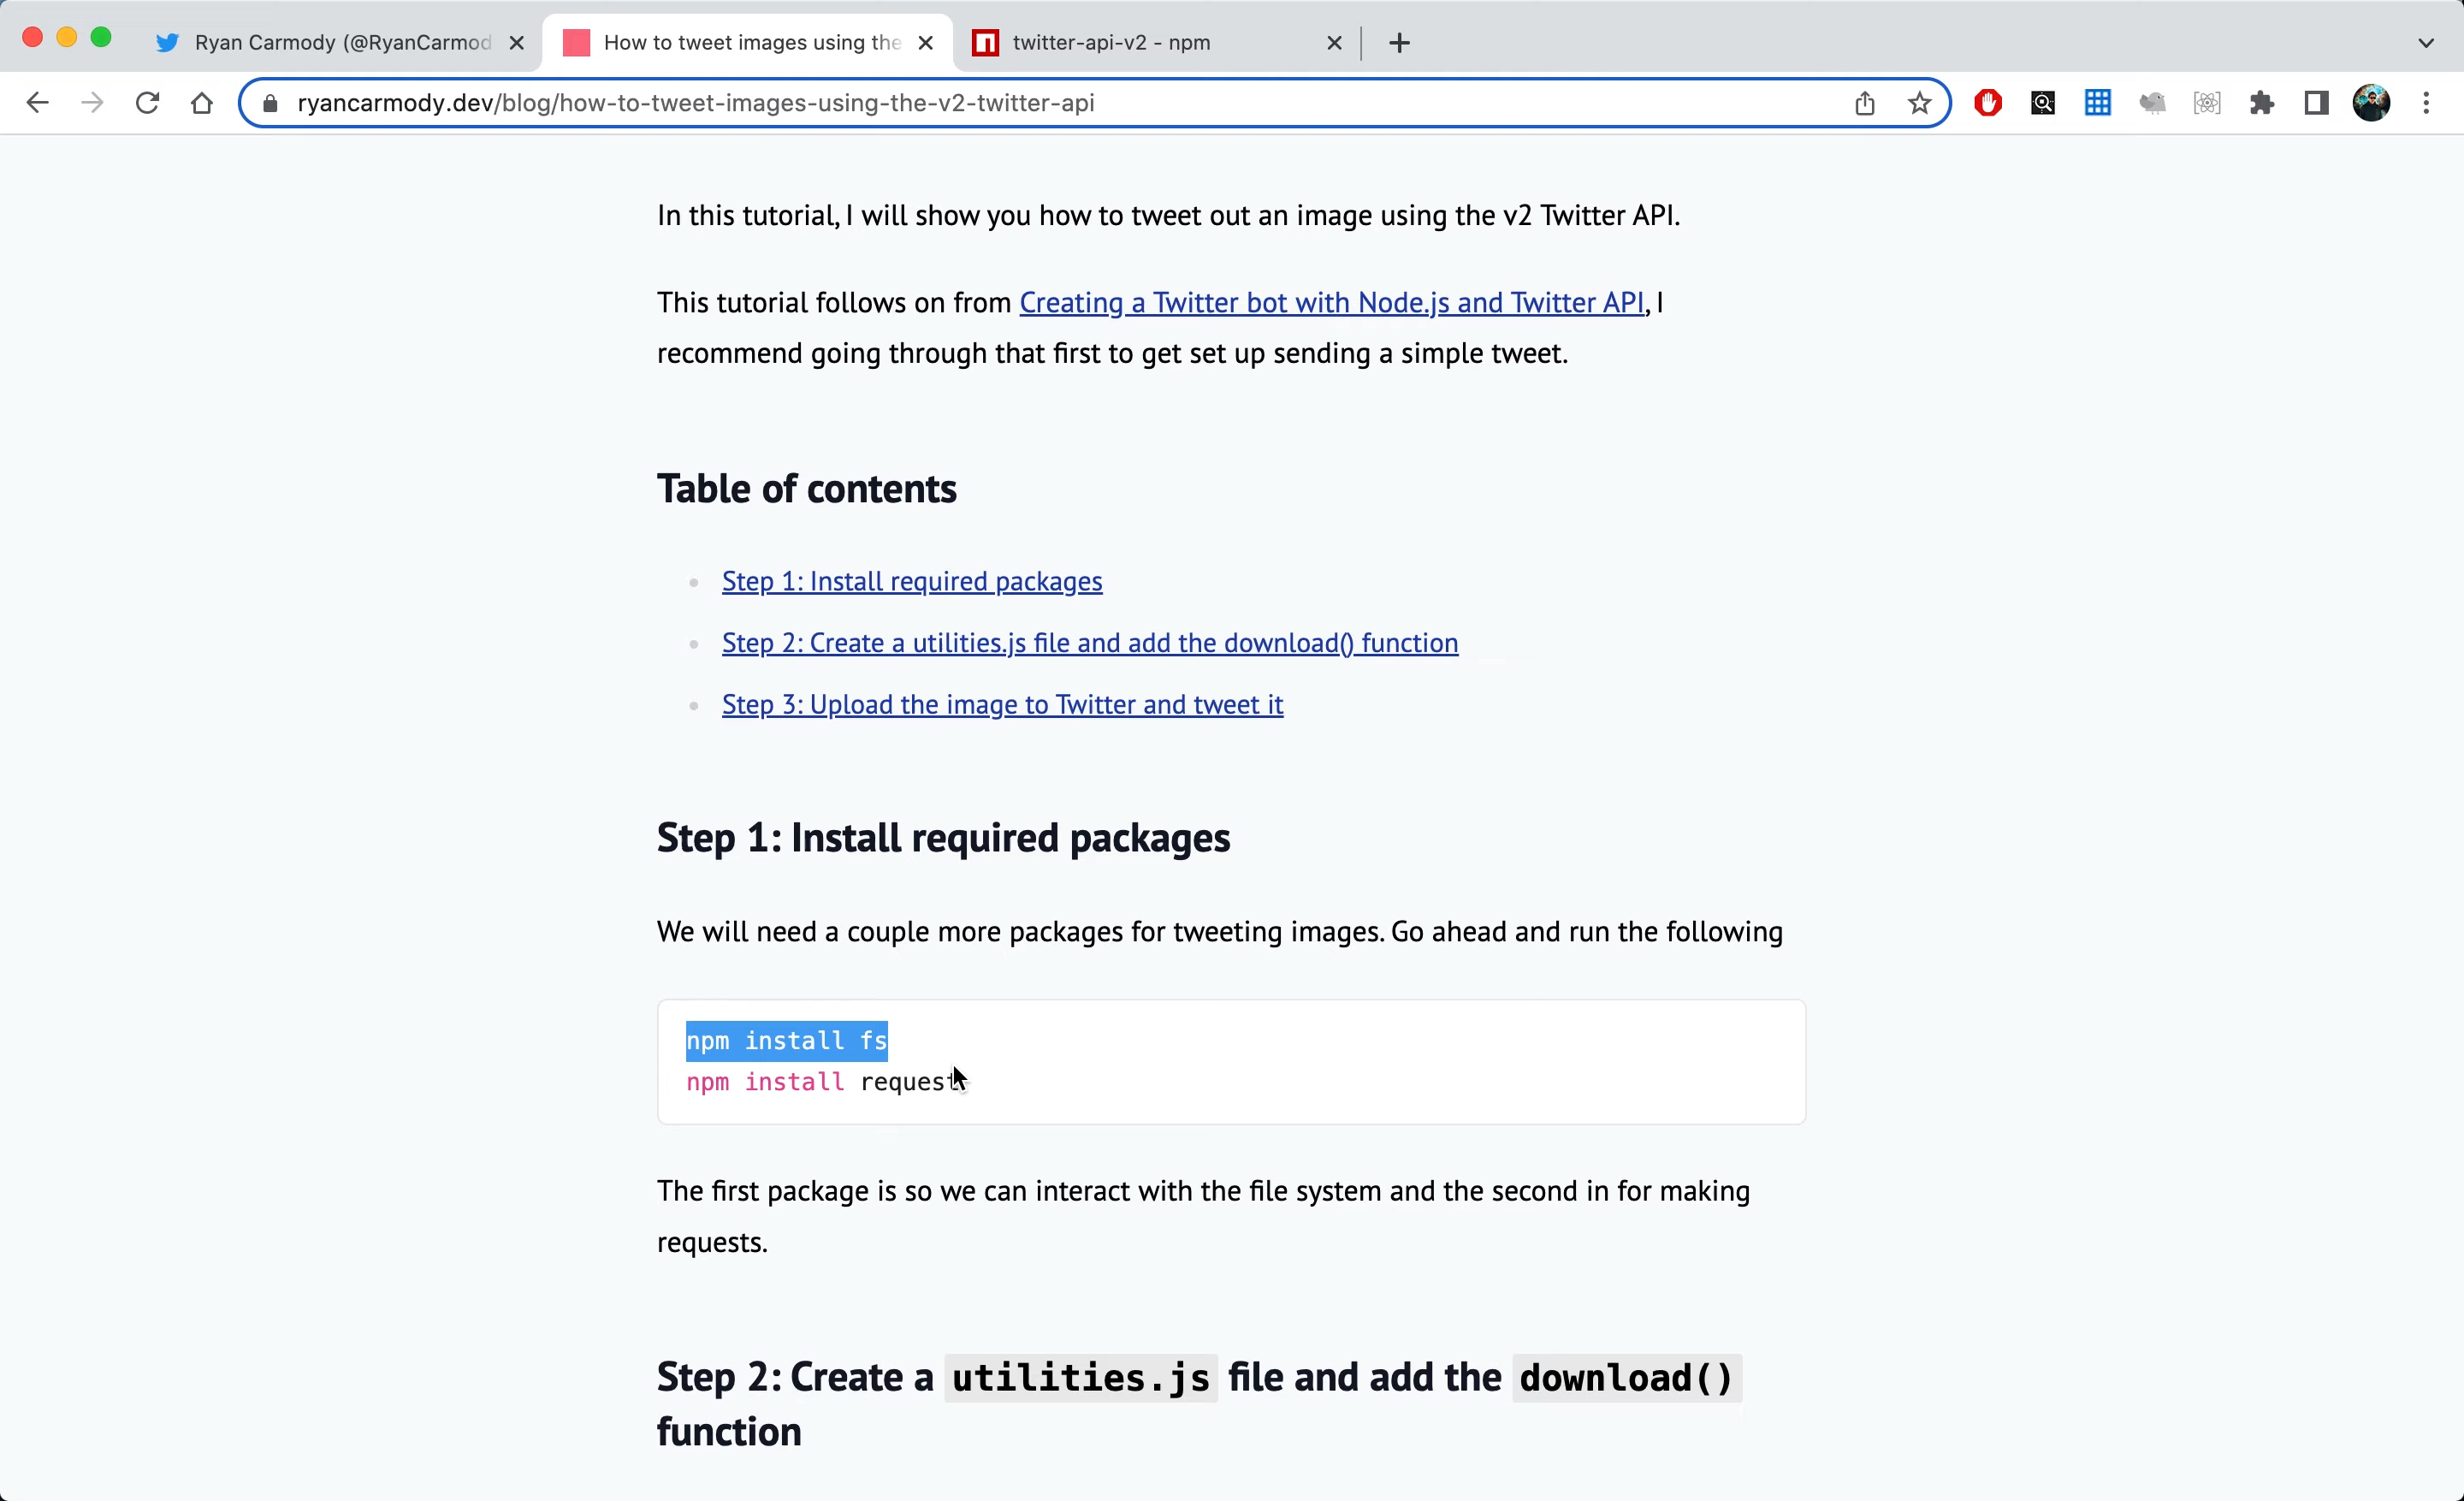 Ryan Carmody (@RyanCarmod
How to tweet images using the
twitter-api-v2 - npm
ryancarmody.dev/blog/how-to-tweet-images-using-the-v2-twitter-api
In this tutorial, I will show you how to tweet out an image using the v2 Twitter API.
This tutorial follows on from Creating a Twitter bot with Node.js and Twitter API, I
recommend going through that first to get set up sending a simple tweet.
Table of contents
Step 1: Install required packages
Step 2: Create a utilities.js file and add the download() function
Step 3: Upload the image to Twitter and tweet it
Step 1: Install required packages
We will need a couple more packages for tweeting images. Go ahead and run the following
npm install fs
npm install request
The first package is so we can interact with the file system and the second in for making
requests.
Step 2: Create a utilities.js file and add the download()
function